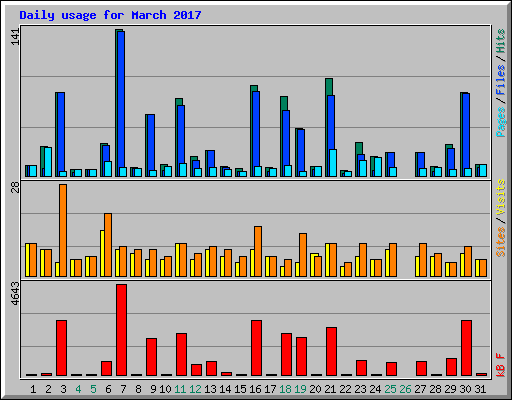 Daily usage for March 2017
141
Pages / Files / Hits
28
Sites / Visits
4643
kB F
1 2 3 4 5 6 7 8 9 10 11 12 13 14 15 16 17 18 19 20 21 22 23 24 25 26 27 28 29 30 31